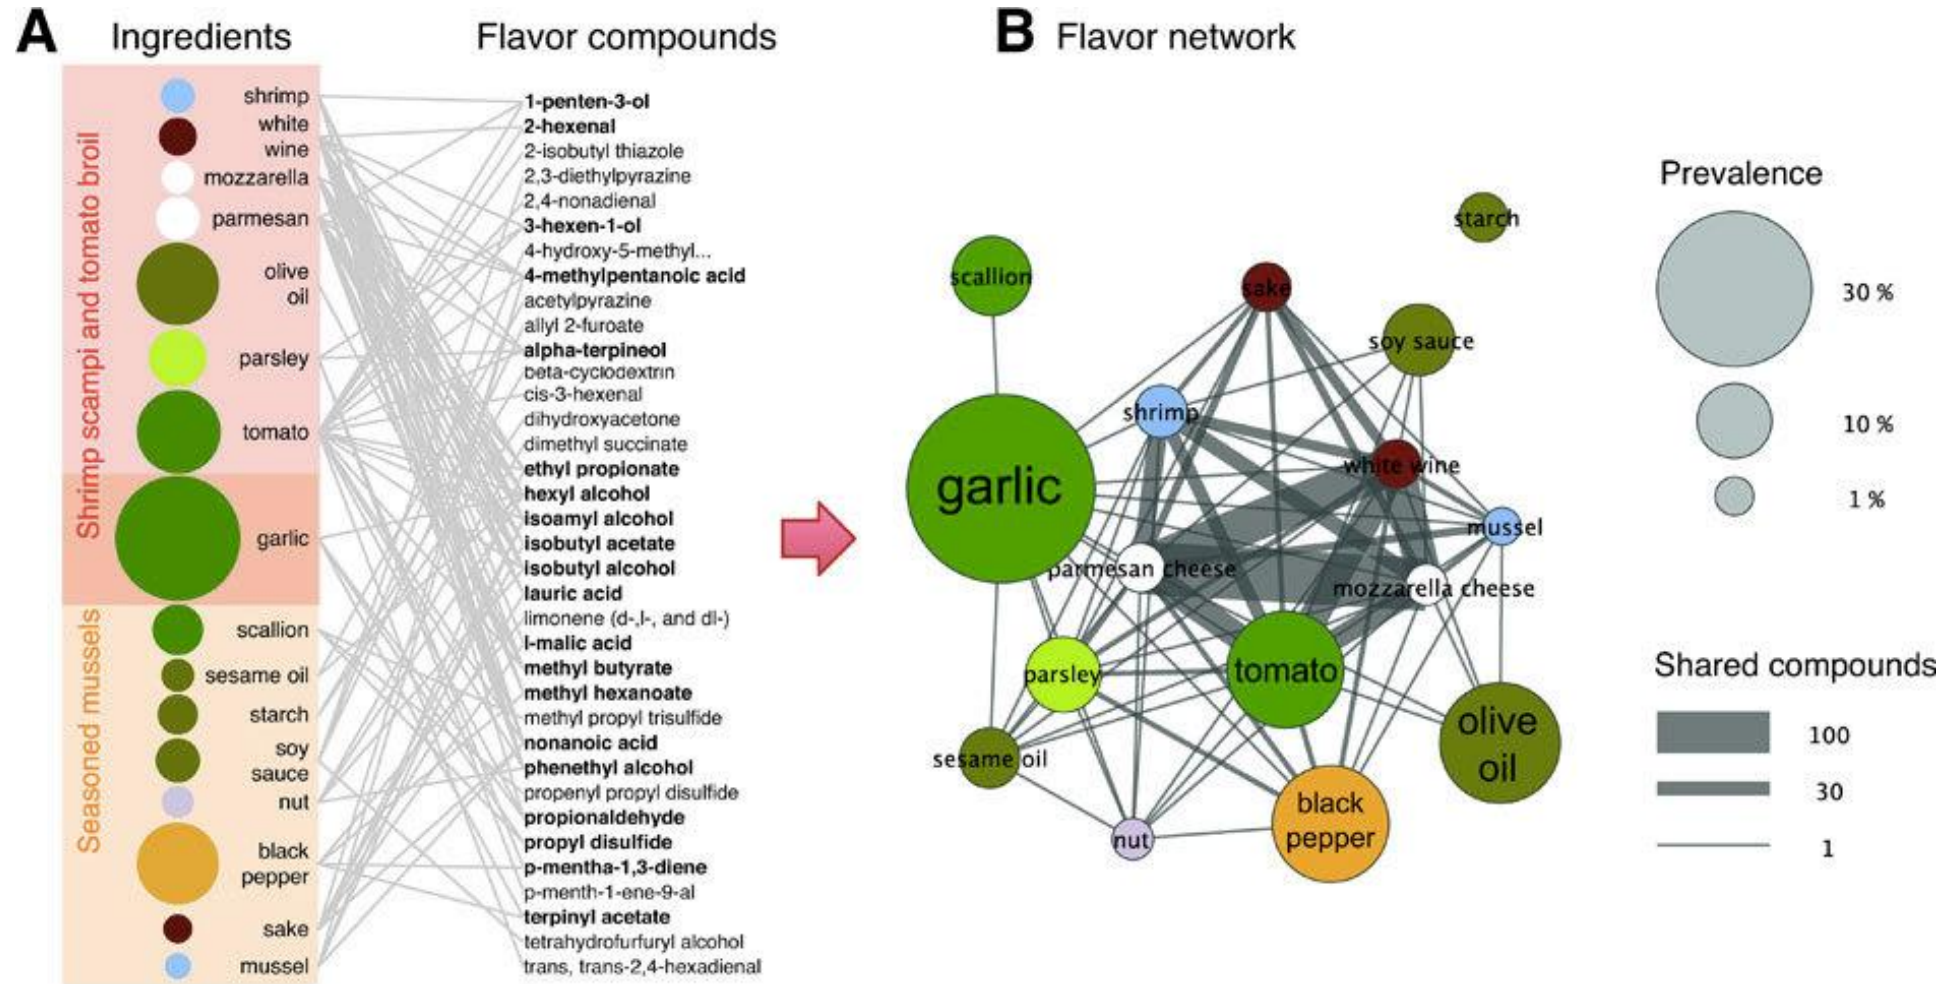 A Ingredients Flavor compounds
Shrimp scampi and tomato broil
Seasoned mussels
shrimp
white
wine
mozzarella
parmesan
olive
oil
parsley
tomato
garlic
scallion
sesame oil
starch
soy
sauce
nut
black
pepper
sake
mussel
1-penten-3-ol
2-hexenal
2-isobutyl thiazole
2,3-diethylpyrazine
2,4-nonadienal
3-hexen-1-ol
4-hydroxy-5-methyl...
4-methylpentanoic acid
acetylpyrazine
allyl 2-furoate
alpha-terpineol
beta-cyclodextrin
cis-3-hexenal
dihydroxyacetone
dimethyl succinate
ethyl propionate
hexyl alcohol
isoamyl alcohol
isobutyl acetate
isobutyl alcohol
lauric acid
limonene (d-,l-, and dl-)
l-malic acid
methyl butyrate
methyl hexanoate
methyl propyl trisulfide
nonanoic acid
phenethyl alcohol
propenyl propyl disulfide
propionaldehyde
propyl disulfide
p-mentha-1,3-diene
p-menth-1-ene-9-al
terpinyl acetate
tetrahydrofurfuryl alcohol
trans, trans-2,4-hexadienal
B Flavor network
starch
scallion
sake
soy sauce
shrimp
white wine
garlic
mussel
parmesan cheese
mozzarella cheese
parsley
tomato
olive
oil
sesame oil
black
pepper
nut
Prevalence
30 %
10 %
1 %
Shared compounds
100
30
1